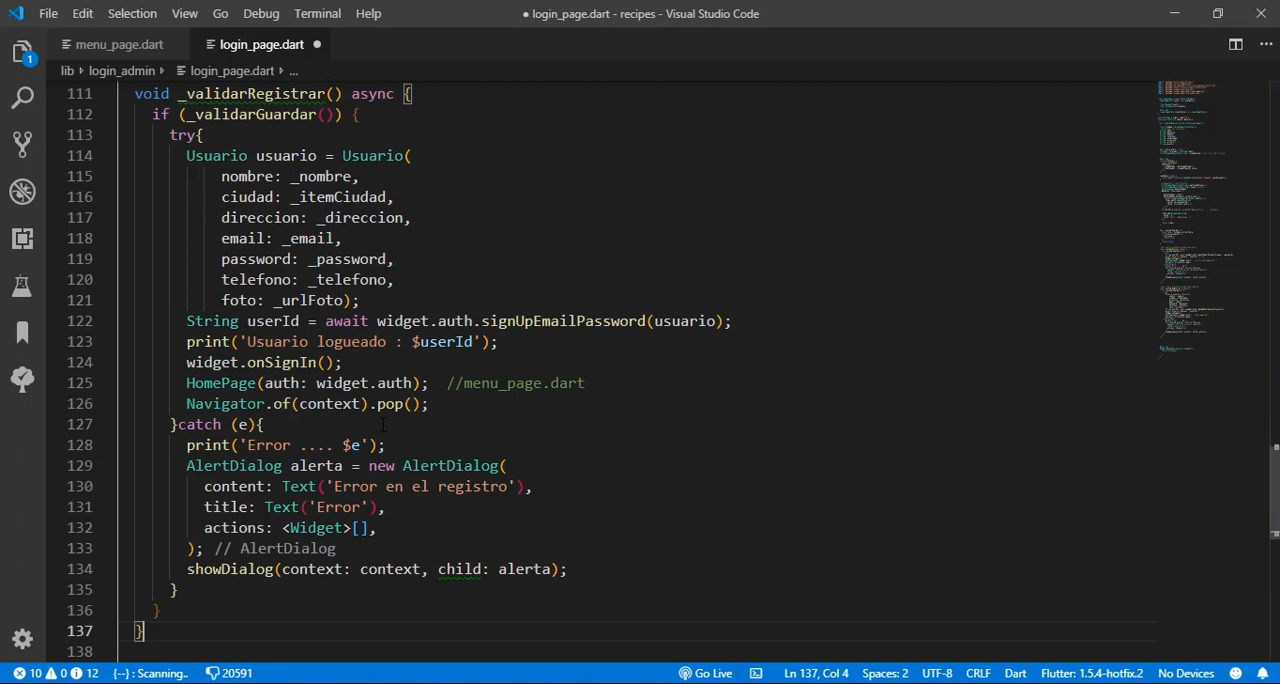 File Edit Selection View Go Debug Terminal Help ● login_page.dart - recipes - Visual Studio Code
menu_page.dart login_page.dart ●
lib › login_admin › login_page.dart › ...
111 void _validarRegistrar() async {
112 if (_validarGuardar()) {
113 try{
114 Usuario usuario = Usuario(
115 nombre: _nombre,
116 ciudad: _itemCiudad,
117 direccion: _direccion,
118 email: _email,
119 password: _password,
120 telefono: _telefono,
121 foto: _urlFoto);
122 String userId = await widget.auth.signUpEmailPassword(usuario);
123 print('Usuario logueado : $userId');
124 widget.onSignIn();
125 HomePage(auth: widget.auth); //menu_page.dart
126 Navigator.of(context).pop();
127 }catch (e){
128 print('Error .... $e');
129 AlertDialog alerta = new AlertDialog(
130 content: Text('Error en el registro'),
131 title: Text('Error'),
132 actions: <Widget>[],
133 ); // AlertDialog
134 showDialog(context: context, child: alerta);
135 }
136 }
137 }
138
1
10 0 12 {--} : Scanning.. 20591 Go Live Ln 137, Col 4 Spaces: 2 UTF-8 CRLF Dart Flutter: 1.5.4-hotfix.2 No Devices